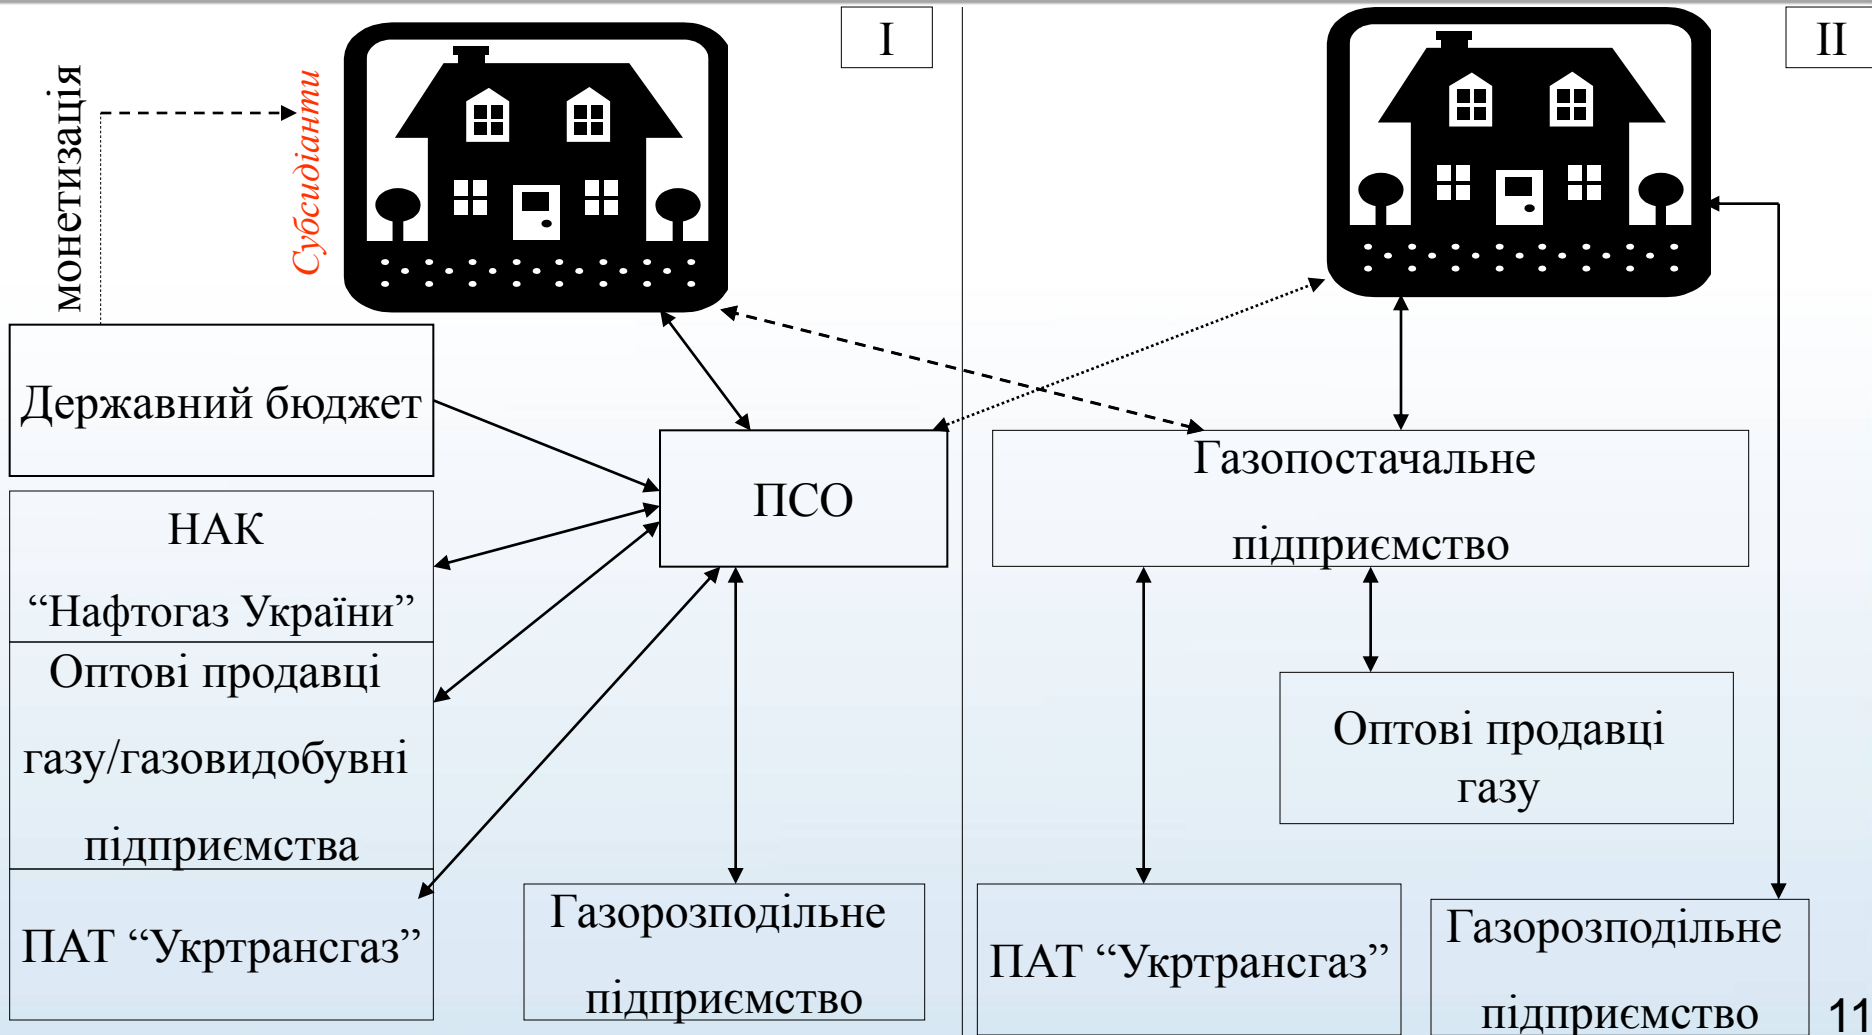 I
II
монетизація
Субсидіанти
Державний бюджет
ПСО
Газопостачальне
підприємство
НАК
“Нафтогаз України”
Оптові продавці
газу/газовидобувні
підприємства
Оптові продавці
газу
ПАТ “Укртрансгаз”
Газорозподільне
підприємство
ПАТ “Укртрансгаз”
Газорозподільне
підприємство
11